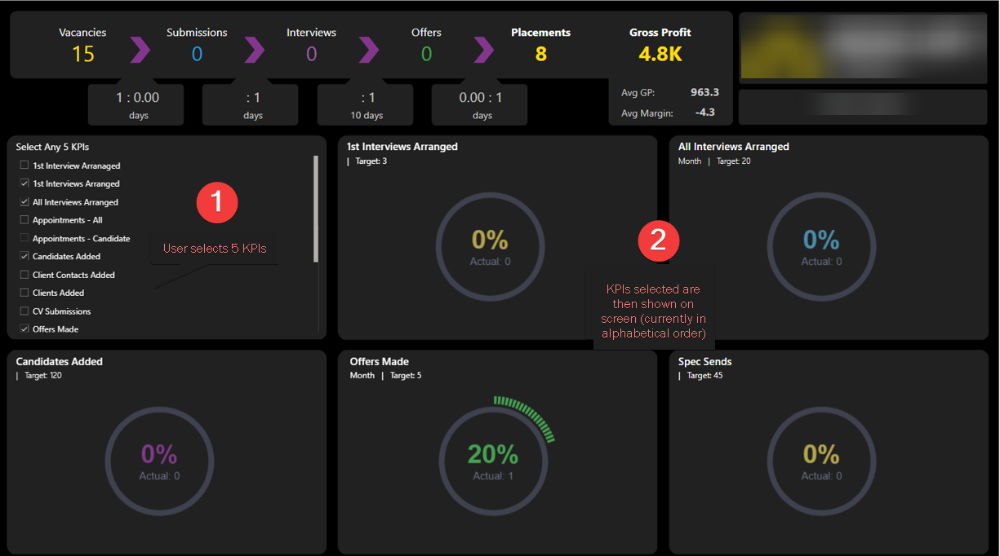 Vacancies
15
Submissions
0
Interviews
0
Offers
0
Placements
8
Gross Profit
4.8K
1 : 0.00
days
: 1
days
: 1
10 days
0.00 : 1
days
Avg GP: 963.3
Avg Margin: -4.3
Select Any 5 KPIs
1st Interview Arranaged
1st Interviews Arranged
All Interviews Arranged
Appointments - All
Appointments - Candidate
Candidates Added
Client Contacts Added
Clients Added
CV Submissions
Offers Made
1
User selects 5 KPIs
1st Interviews Arranged
| Target: 3
0%
Actual: 0
2
KPIs selected are
then shown on
screen (currently in
alphabetical order)
All Interviews Arranged
Month | Target: 20
0%
Actual: 0
Candidates Added
| Target: 120
0%
Actual: 0
Offers Made
Month | Target: 5
20%
Actual: 1
Spec Sends
| Target: 45
0%
Actual: 0